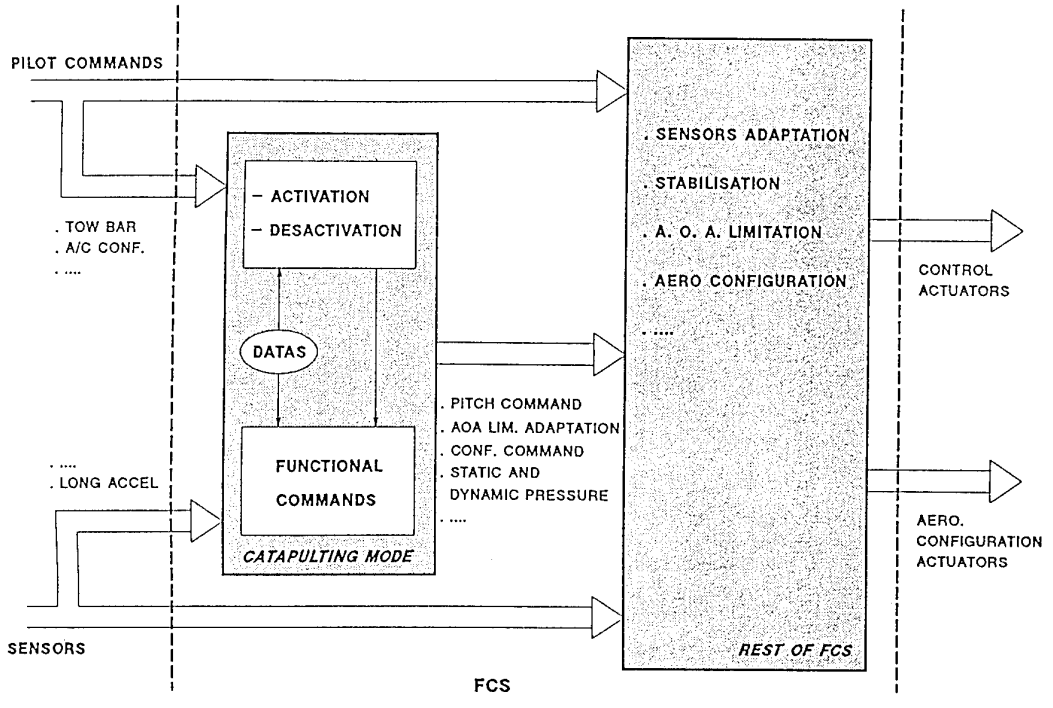 PILOT COMMANDS
. TOW BAR
. A/C CONF.
. ....
. ....
. LONG ACCEL
SENSORS
– ACTIVATION
– DESACTIVATION
DATAS
FUNCTIONAL
COMMANDS
CATAPULTING MODE
. PITCH COMMAND
. AOA LIM. ADAPTATION
. CONF. COMMAND
. STATIC AND
DYNAMIC PRESSURE
. ....
. SENSORS ADAPTATION
. STABILISATION
. A. O. A. LIMITATION
. AERO CONFIGURATION
. ....
REST OF FCS
CONTROL
ACTUATORS
AERO.
CONFIGURATION
ACTUATORS
FCS